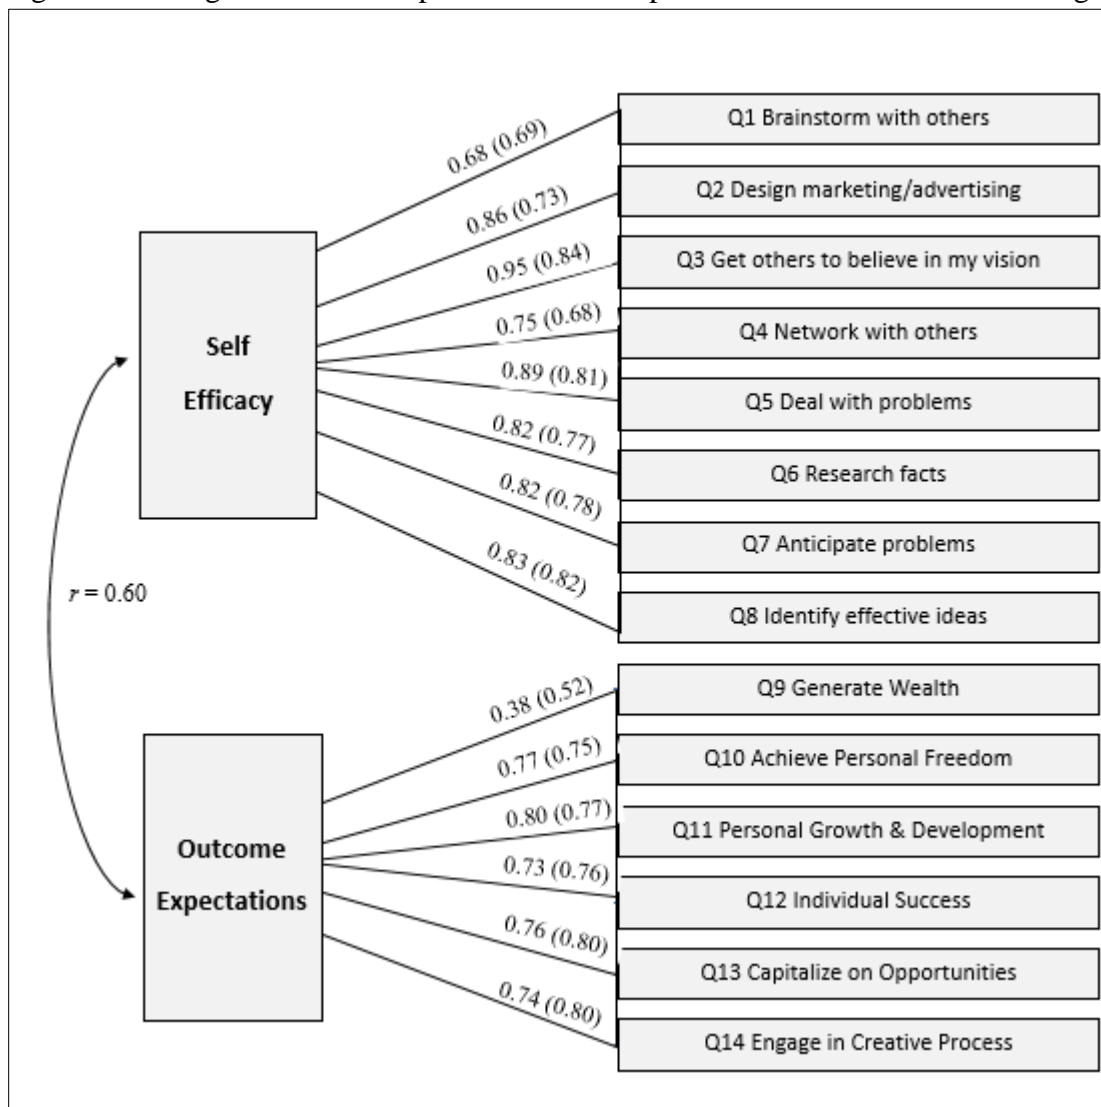 0.68 (0.69)
Q1 Brainstorm with others
0.86 (0.73)
Q2 Design marketing/advertising
0.95 (0.84)
Q3 Get others to believe in my vision
0.75 (0.68)
Q4 Network with others
Self
Efficacy
0.89 (0.81)
Q5 Deal with problems
0.82 (0.77)
Q6 Research facts
0.82 (0.78)
Q7 Anticipate problems
0.83 (0.82)
Q8 Identify effective ideas
r = 0.60
0.38 (0.52)
Q9 Generate Wealth
0.77 (0.75)
Q10 Achieve Personal Freedom
0.80 (0.77)
Q11 Personal Growth & Development
Outcome
Expectations
0.73 (0.76)
Q12 Individual Success
0.76 (0.80)
Q13 Capitalize on Opportunities
0.74 (0.80)
Q14 Engage in Creative Process